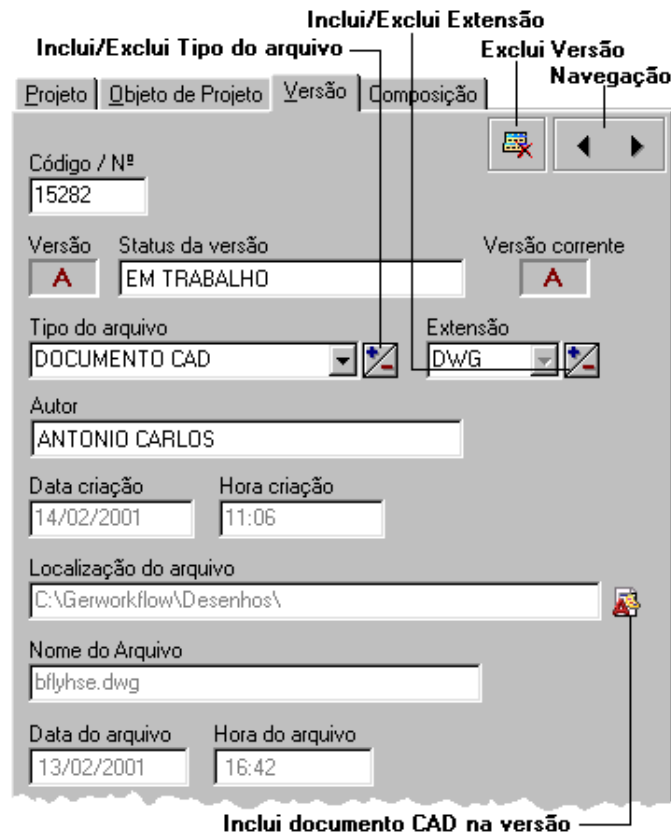 Inclui/Exclui Extensão
Inclui/Exclui Tipo do arquivo
Exclui Versão
Navegação
Projeto Objeto de Projeto Versão Composição
Código / Nº
15282
Versão Status da versão Versão corrente
A EM TRABALHO A
Tipo do arquivo Extensão
DOCUMENTO CAD DWG
Autor
ANTONIO CARLOS
Data criação Hora criação
14/02/2001 11:06
Localização do arquivo
C:\Gerworkflow\Desenhos\
Nome do Arquivo
bflyhse.dwg
Data do arquivo Hora do arquivo
13/02/2001 16:42
Inclui documento CAD na versão